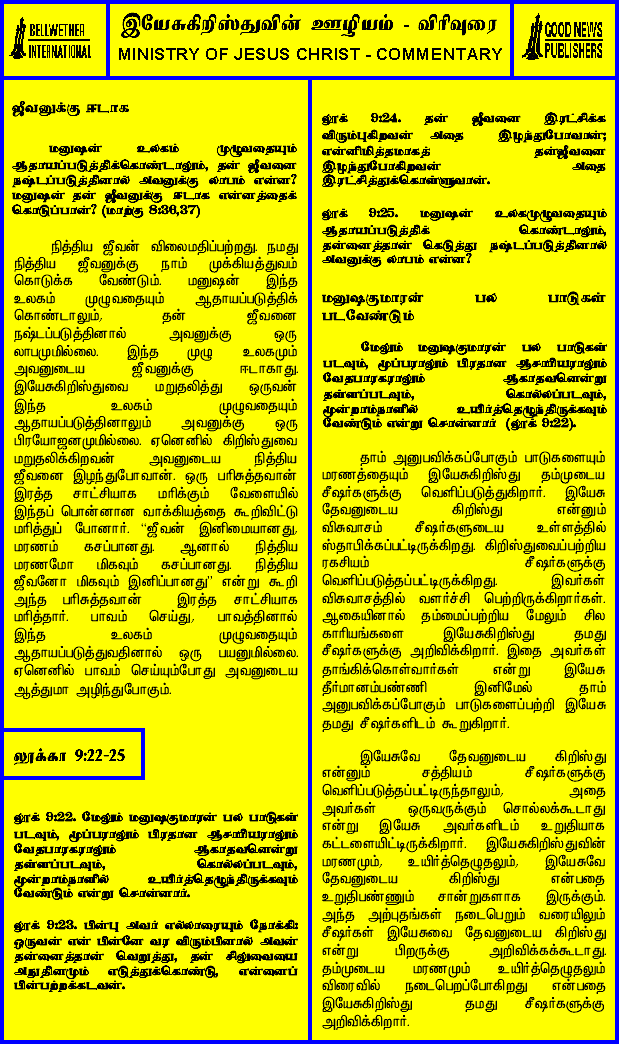 இயேசுகிறிஸ்துவின் ஊழியம் - விரிவுரை
BELLWETHER
INTERNATIONAL
MINISTRY OF JESUS CHRIST - COMMENTARY
GOOD NEWS
PUBLISHERS
ஜீவனுக்கு ஈடாக
மனுஷன் உலகம் முழுவதையும்
ஆதாயப்படுத்திக்கொண்டாலும், தன் ஜீவனை
நஷ்டப்படுத்தினால் அவனுக்கு லாபம் என்ன?
மனுஷன் தன் ஜீவனுக்கு ஈடாக என்னத்தைக்
கொடுப்பான்? (மாற்கு 8:36,37)
நித்திய ஜீவன் விலைமதிப்பற்றது. நமது
நித்திய ஜீவனுக்கு நாம் முக்கியத்துவம்
கொடுக்க வேண்டும். மனுஷன் இந்த
உலகம் முழுவதையும் ஆதாயப்படுத்திக்
கொண்டாலும், தன் ஜீவனை
நஷ்டப்படுத்தினால் அவனுக்கு ஒரு
லாபமுமில்லை. இந்த முழு உலகமும்
அவனுடைய ஜீவனுக்கு ஈடாகாது.
இயேசுகிறிஸ்துவை மறுதலித்து ஒருவன்
இந்த உலகம் முழுவதையும்
ஆதாயப்படுத்தினாலும் அவனுக்கு ஒரு
பிரயோஜனமுமில்லை. ஏனெனில் கிறிஸ்துவை
மறுதலிக்கிறவன் அவனுடைய நித்திய
ஜீவனை இழந்துபோவான். ஒரு பரிசுத்தவான்
இரத்த சாட்சியாக மரிக்கும் வேளையில்
இந்தப் பொன்னான வாக்கியத்தை கூறிவிட்டு
மரித்துப் போனார். “ஜீவன் இனிமையானது.
மரணம் கசப்பானது. ஆனால் நித்திய
மரணமோ மிகவும் கசப்பானது. நித்திய
ஜீவனோ மிகவும் இனிப்பானது” என்று கூறி
அந்த பரிசுத்தவான் இரத்த சாட்சியாக
மரித்தார். பாவம் செய்து, பாவத்தினால்
இந்த உலகம் முழுவதையும்
ஆதாயப்படுத்துவதினால் ஒரு பயனுமில்லை.
ஏனெனில் பாவம் செய்யும்போது அவனுடைய
ஆத்துமா அழிந்துபோகும்.
லூக்கா 9:22-25
லூக் 9:22. மேலும் மனுஷகுமாரன் பல பாடுகள்
படவும், மூப்பராலும் பிரதான ஆசாரியராலும்
வேதபாரகராலும் ஆகாதவனென்று
தள்ளப்படவும், கொல்லப்படவும்,
மூன்றாம்நாளில் உயிர்த்தெழுந்திருக்கவும்
வேண்டும் என்று சொன்னார்.
லூக் 9:23. பின்பு அவர் எல்லாரையும் நோக்கி:
ஒருவன் என் பின்னே வர விரும்பினால் அவன்
தன்னைத்தான் வெறுத்து, தன் சிலுவையை
அநுதினமும் எடுத்துக்கொண்டு, என்னைப்
பின்பற்றக்கடவன்.
லூக் 9:24. தன் ஜீவனை இரட்சிக்க
விரும்புகிறவன் அதை இழந்துபோவான்;
என்னிமித்தமாகத் தன்ஜீவனை
இழந்துபோகிறவன் அதை
இரட்சித்துக்கொள்ளுவான்.
லூக் 9:25. மனுஷன் உலகமுழுவதையும்
ஆதாயப்படுத்திக் கொண்டாலும்,
தன்னைத்தான் கெடுத்து நஷ்டப்படுத்தினால்
அவனுக்கு லாபம் என்ன?
மனுஷகுமாரன் பல பாடுகள்
படவேண்டும்
மேலும் மனுஷகுமாரன் பல பாடுகள்
படவும், மூப்பராலும் பிரதான ஆசாரியராலும்
வேதபாரகராலும் ஆகாதவனென்று
தள்ளப்படவும், கொல்லப்படவும்,
மூன்றாம்நாளில் உயிர்த்தெழுந்திருக்கவும்
வேண்டும் என்று சொன்னார் (லூக் 9:22).
தாம் அனுபவிக்கப்போகும் பாடுகளையும்
மரணத்தையும் இயேசுகிறிஸ்து தம்முடைய
சீஷர்களுக்கு வெளிப்படுத்துகிறார். இயேசு
தேவனுடைய கிறிஸ்து என்னும்
விசுவாசம் சீஷர்களுடைய உள்ளத்தில்
ஸ்தாபிக்கப்பட்டிருக்கிறது. கிறிஸ்துவைப்பற்றிய
ரகசியம் சீஷர்களுக்கு
வெளிப்படுத்தப்பட்டிருக்கிறது. இவர்கள்
விசுவாசத்தில் வளர்ச்சி பெற்றிருக்கிறார்கள்.
ஆகையினால் தம்மைப்பற்றிய மேலும் சில
காரியங்களை இயேசுகிறிஸ்து தமது
சீஷர்களுக்கு அறிவிக்கிறார். இதை அவர்கள்
தாங்கிக்கொள்வார்கள் என்று இயேசு
தீர்மானம்பண்ணி இனிமேல் தாம்
அனுபவிக்கப்போகும் பாடுகளைப்பற்றி இயேசு
தமது சீஷர்களிடம் கூறுகிறார்.
இயேசுவே தேவனுடைய கிறிஸ்து
என்னும் சத்தியம் சீஷர்களுக்கு
வெளிப்படுத்தப்பட்டிருந்தாலும், அதை
அவர்கள் ஒருவருக்கும் சொல்லக்கூடாது
என்று இயேசு அவர்களிடம் உறுதியாக
கட்டளையிட்டிருக்கிறார். இயேசுகிறிஸ்துவின்
மரணமும், உயிர்த்தெழுதலும், இயேசுவே
தேவனுடைய கிறிஸ்து என்பதை
உறுதிபண்ணும் சான்றுகளாக இருக்கும்.
அந்த அற்புதங்கள் நடைபெறும் வரையிலும்
சீஷர்கள் இயேசுவை தேவனுடைய கிறிஸ்து
என்று பிறருக்கு அறிவிக்கக்கூடாது.
தம்முடைய மரணமும் உயிர்த்தெழுதலும்
விரைவில் நடைபெறப்போகிறது என்பதை
இயேசுகிறிஸ்து தமது சீஷர்களுக்கு
அறிவிக்கிறார்.